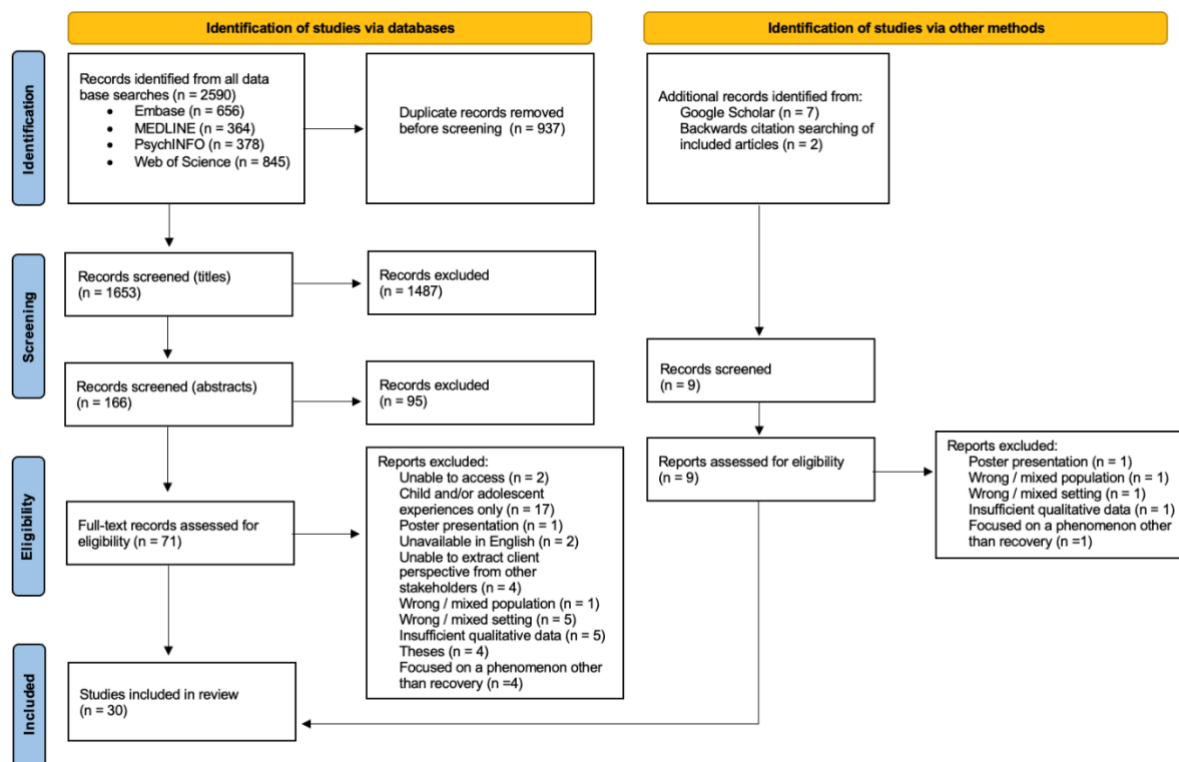 Identification of studies via databases
Identification of studies via other methods
Identification
Records identified from all data
base searches (n = 2590)
• Embase (n = 656)
• MEDLINE (n = 364)
• PsychINFO (n = 378)
• Web of Science (n = 845)
Duplicate records removed
before screening (n = 937)
Additional records identified from:
Google Scholar (n = 7)
Backwards citation searching of
included articles (n = 2)
Screening
Records screened (titles)
(n = 1653)
Records excluded
(n = 1487)
Records screened (abstracts)
(n = 166)
Records excluded
(n = 95)
Records screened
(n = 9)
Eligibility
Full-text records assessed for
eligibility (n = 71)
Reports excluded:
Unable to access (n = 2)
Child and/or adolescent
experiences only (n = 17)
Poster presentation (n = 1)
Unavailable in English (n = 2)
Unable to extract client
perspective from other
stakeholders (n = 4)
Wrong / mixed population (n = 1)
Wrong / mixed setting (n = 5)
Insufficient qualitative data (n = 5)
Theses (n = 4)
Focused on a phenomenon other
than recovery (n =4)
Reports assessed for eligibility
(n = 9)
Reports excluded:
Poster presentation (n = 1)
Wrong / mixed population (n = 1)
Wrong / mixed setting (n = 1)
Insufficient qualitative data (n = 1)
Focused on a phenomenon other
than recovery (n =1)
Included
Studies included in review
(n = 30)